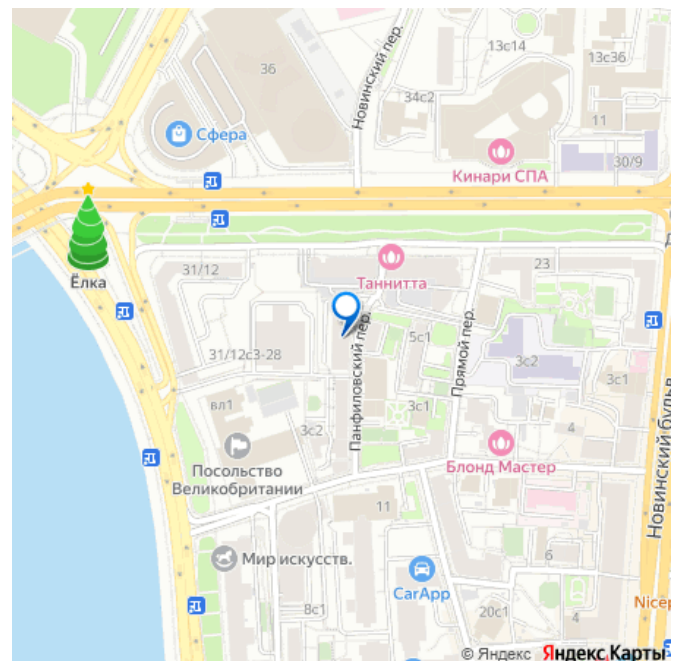 36
13с14
13с36
Новинский пер.
34с2
11
Сфера
30/9
Кинари СПА
Ёлка
31/12
Таннитта
23
Панфиловский пер.
5с1
Прямой пер.
31/12с3-28
3с2
3с1
вл1
3с1
4
3с2
Посольство
Великобритании
Блонд Мастер
Новинский бульв.
11
Мир искусств.
6
CarApp
8с1
20с1
4
Nicep
© Яндекс Яндекс Карты